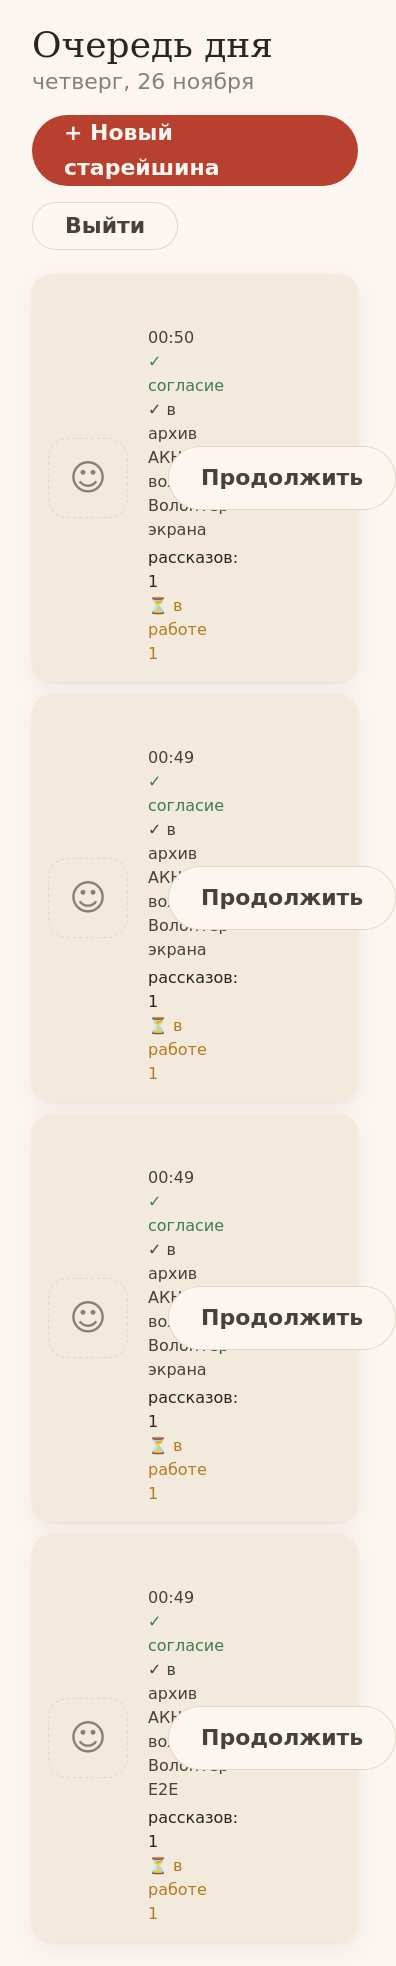 Очередь дня
четверг, 26 ноября
+ Новый
старейшина
Выйти
00:50
✓
согласие
✓ в
архив
Продолжить
экрана
рассказов:
1
⏳ в
работе
1
00:49
✓
согласие
✓ в
архив
Продолжить
экрана
рассказов:
1
⏳ в
работе
1
00:49
✓
согласие
✓ в
архив
Продолжить
экрана
рассказов:
1
⏳ в
работе
1
00:49
✓
согласие
✓ в
архив
Продолжить
E2E
рассказов:
1
⏳ в
работе
1